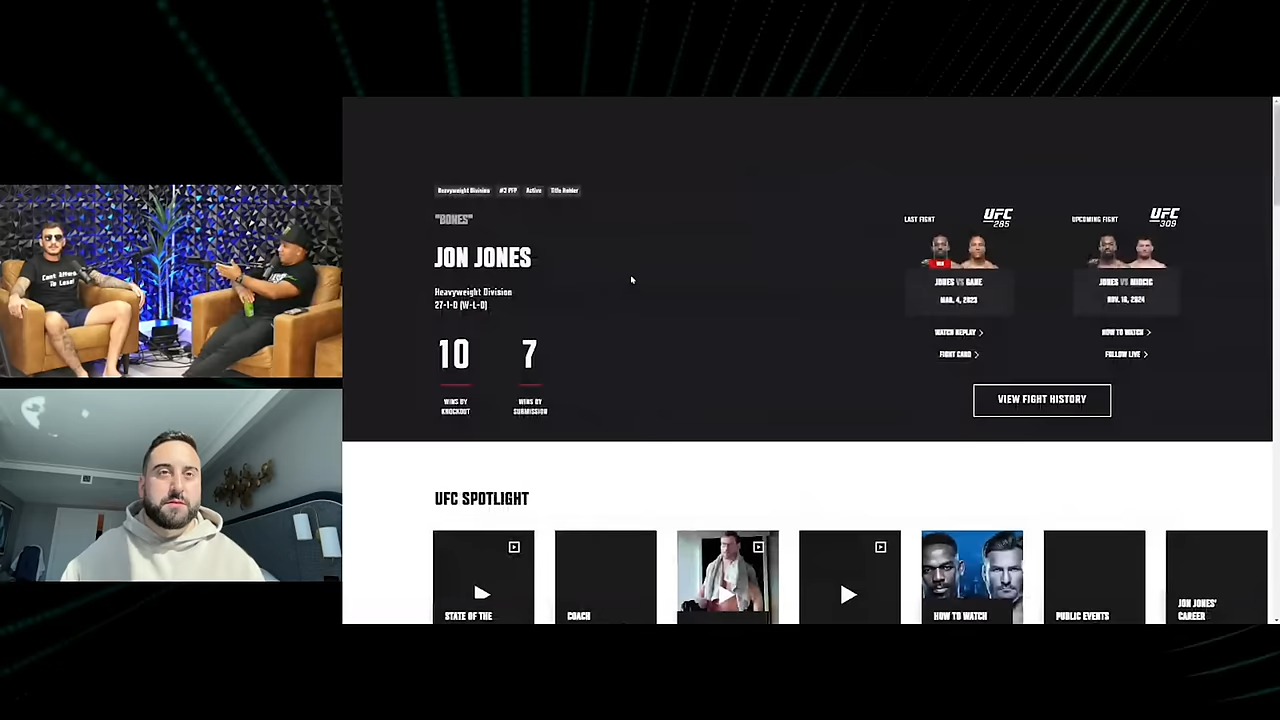 Heavyweight Division #2 PFP Active Title Holder
"BONES"
JON JONES
Heavyweight Division
27-1-0 (W-L-D)
10 7
WINS BY KNOCKOUT
WINS BY SUBMISSION
LAST FIGHT UFC 285
WIN
JONES VS GANE
MAR. 4, 2023
WATCH REPLAY
FIGHT CARD
UPCOMING FIGHT UFC 309
JONES VS MIOCIC
NOV. 16, 2024
HOW TO WATCH
FOLLOW LIVE
VIEW FIGHT HISTORY
UFC SPOTLIGHT
STATE OF THE
COACH
HOW TO WATCH
PUBLIC EVENTS
JON JONES'
CAREER